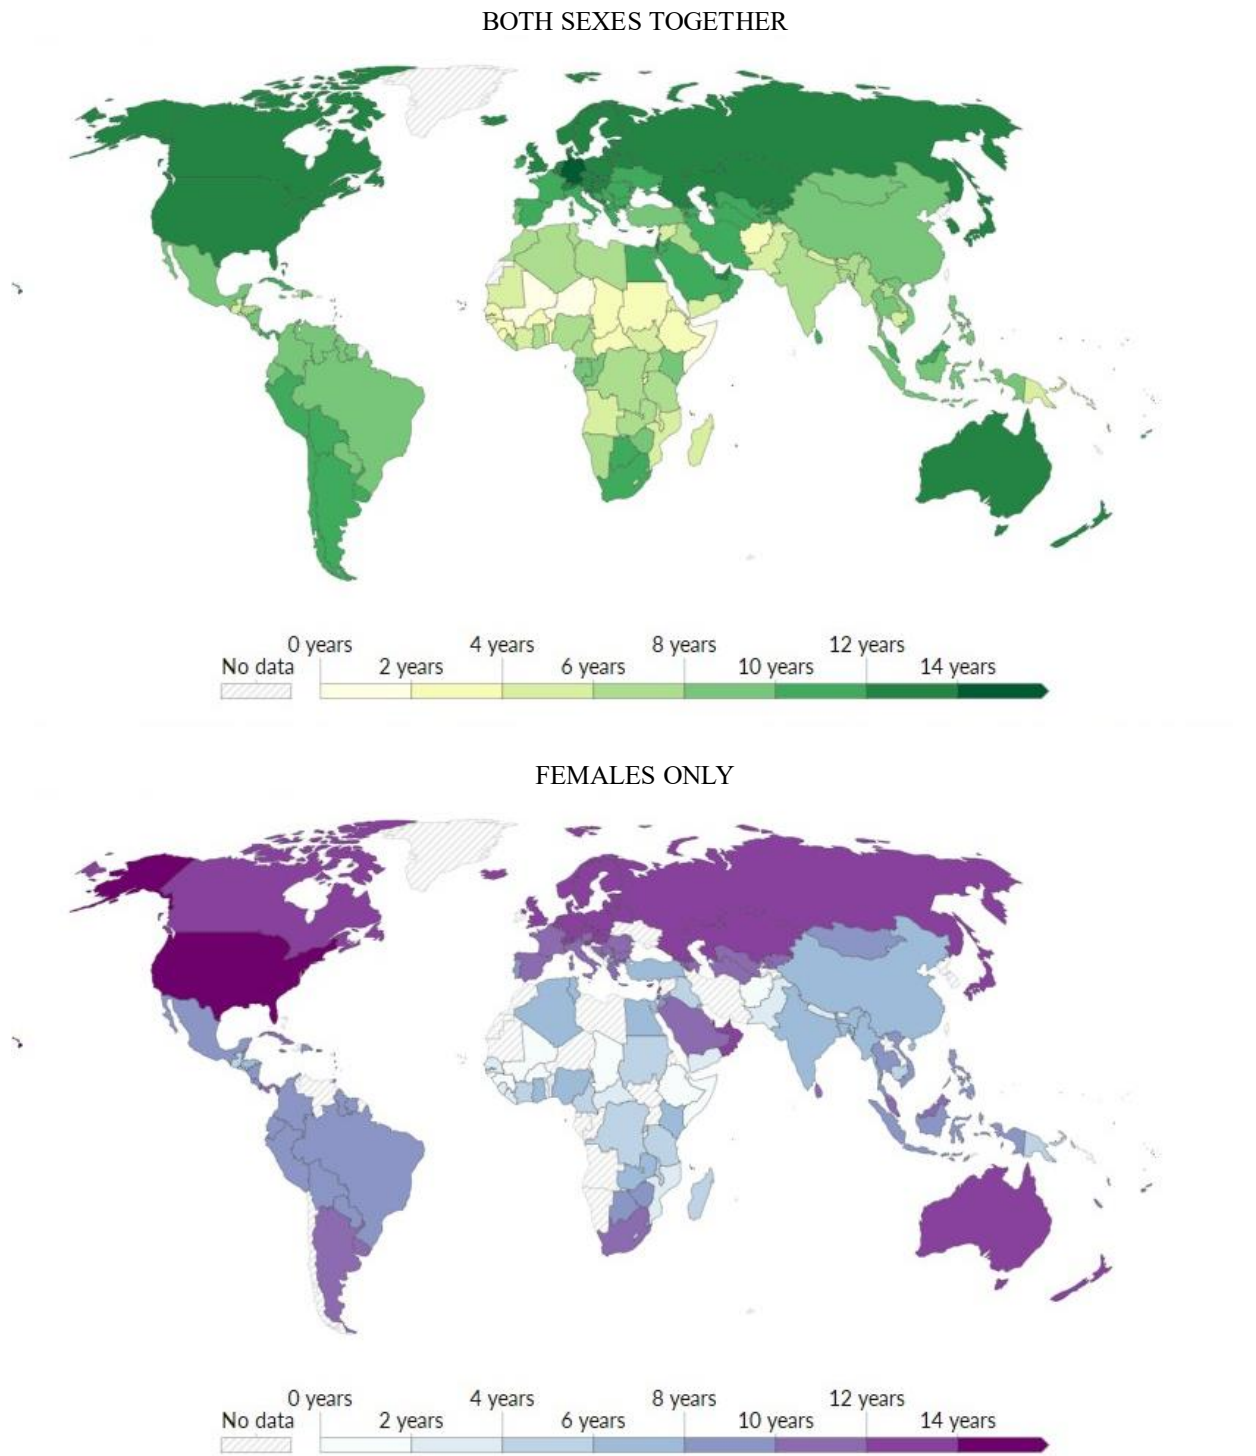 BOTH SEXES TOGETHER
0 years 4 years 8 years 12 years
No data 2 years 6 years 10 years 14 years
FEMALES ONLY
0 years 4 years 8 years 12 years
No data 2 years 6 years 10 years 14 years